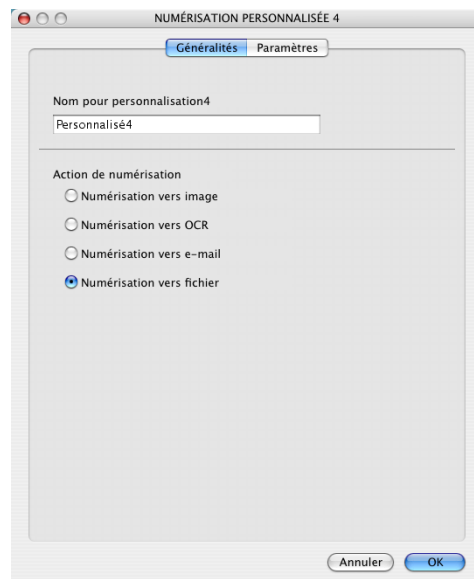 NUMÉRISATION PERSONNALISÉE 4
Généralités Paramètres
Nom pour personnalisation4
Personnalisé4
Action de numérisation
Numérisation vers image
Numérisation vers OCR
Numérisation vers e-mail
Numérisation vers fichier
Annuler OK